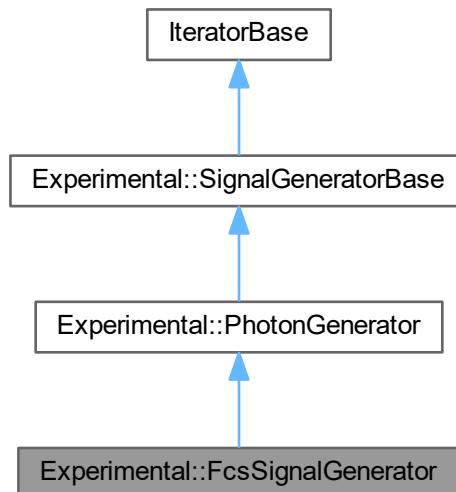 IteratorBase
Experimental::SignalGeneratorBase
Experimental::PhotonGenerator
Experimental::FcsSignalGenerator